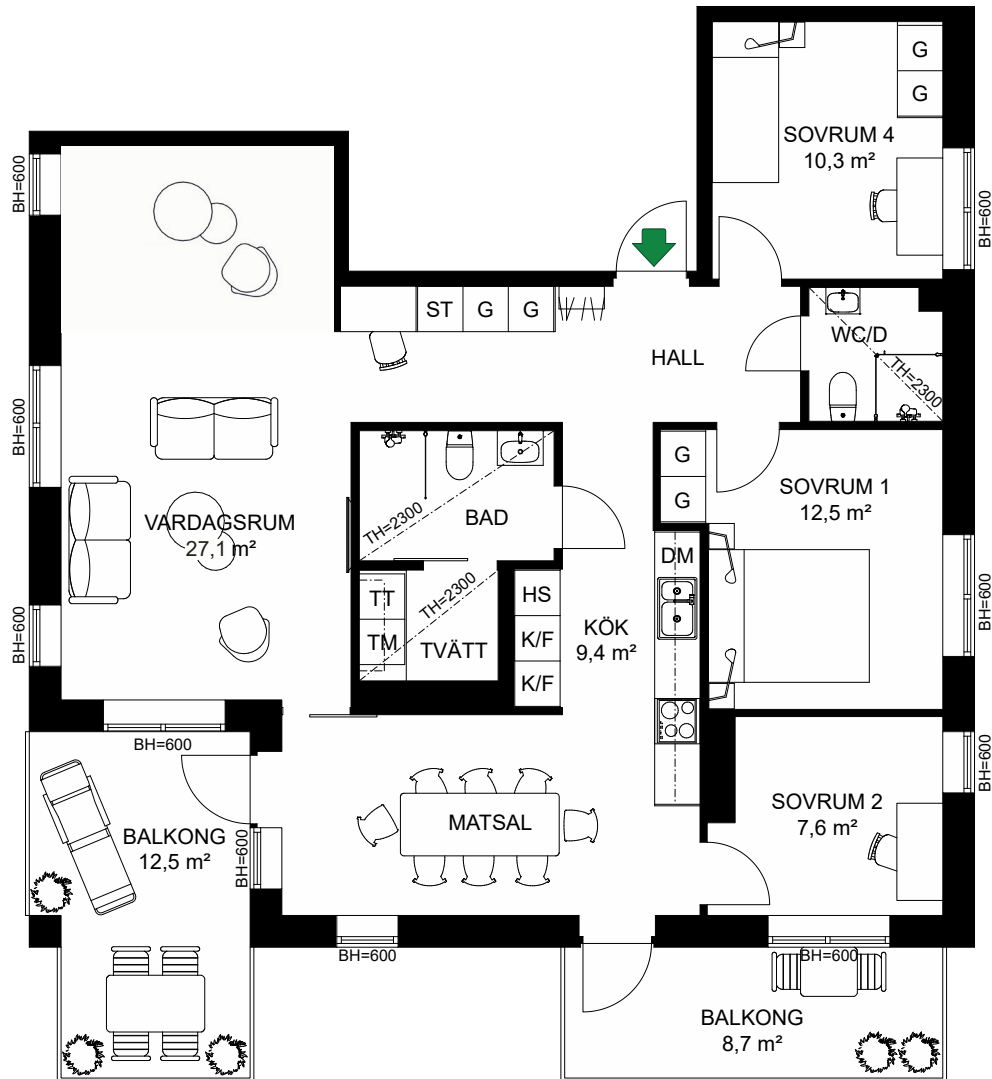 G
G
SOVRUM 4
10,3 m²
BH=600
BH=600
ST G G
HALL
WC/D
TH=2300
BH=600
G
G
SOVRUM 1
12,5 m²
BAD
TH=2300
VARDAGSRUM
27,1 m²
DM
BH=600
TT
TM
TH=2300
TVÄTT
HS
K/F
K/F
KÖK
9,4 m²
BH=600
BH=600
BH=600
MATSAL
SOVRUM 2
7,6 m²
BALKONG
12,5 m²
BH=600
BH=600
BH=600
BALKONG
8,7 m²